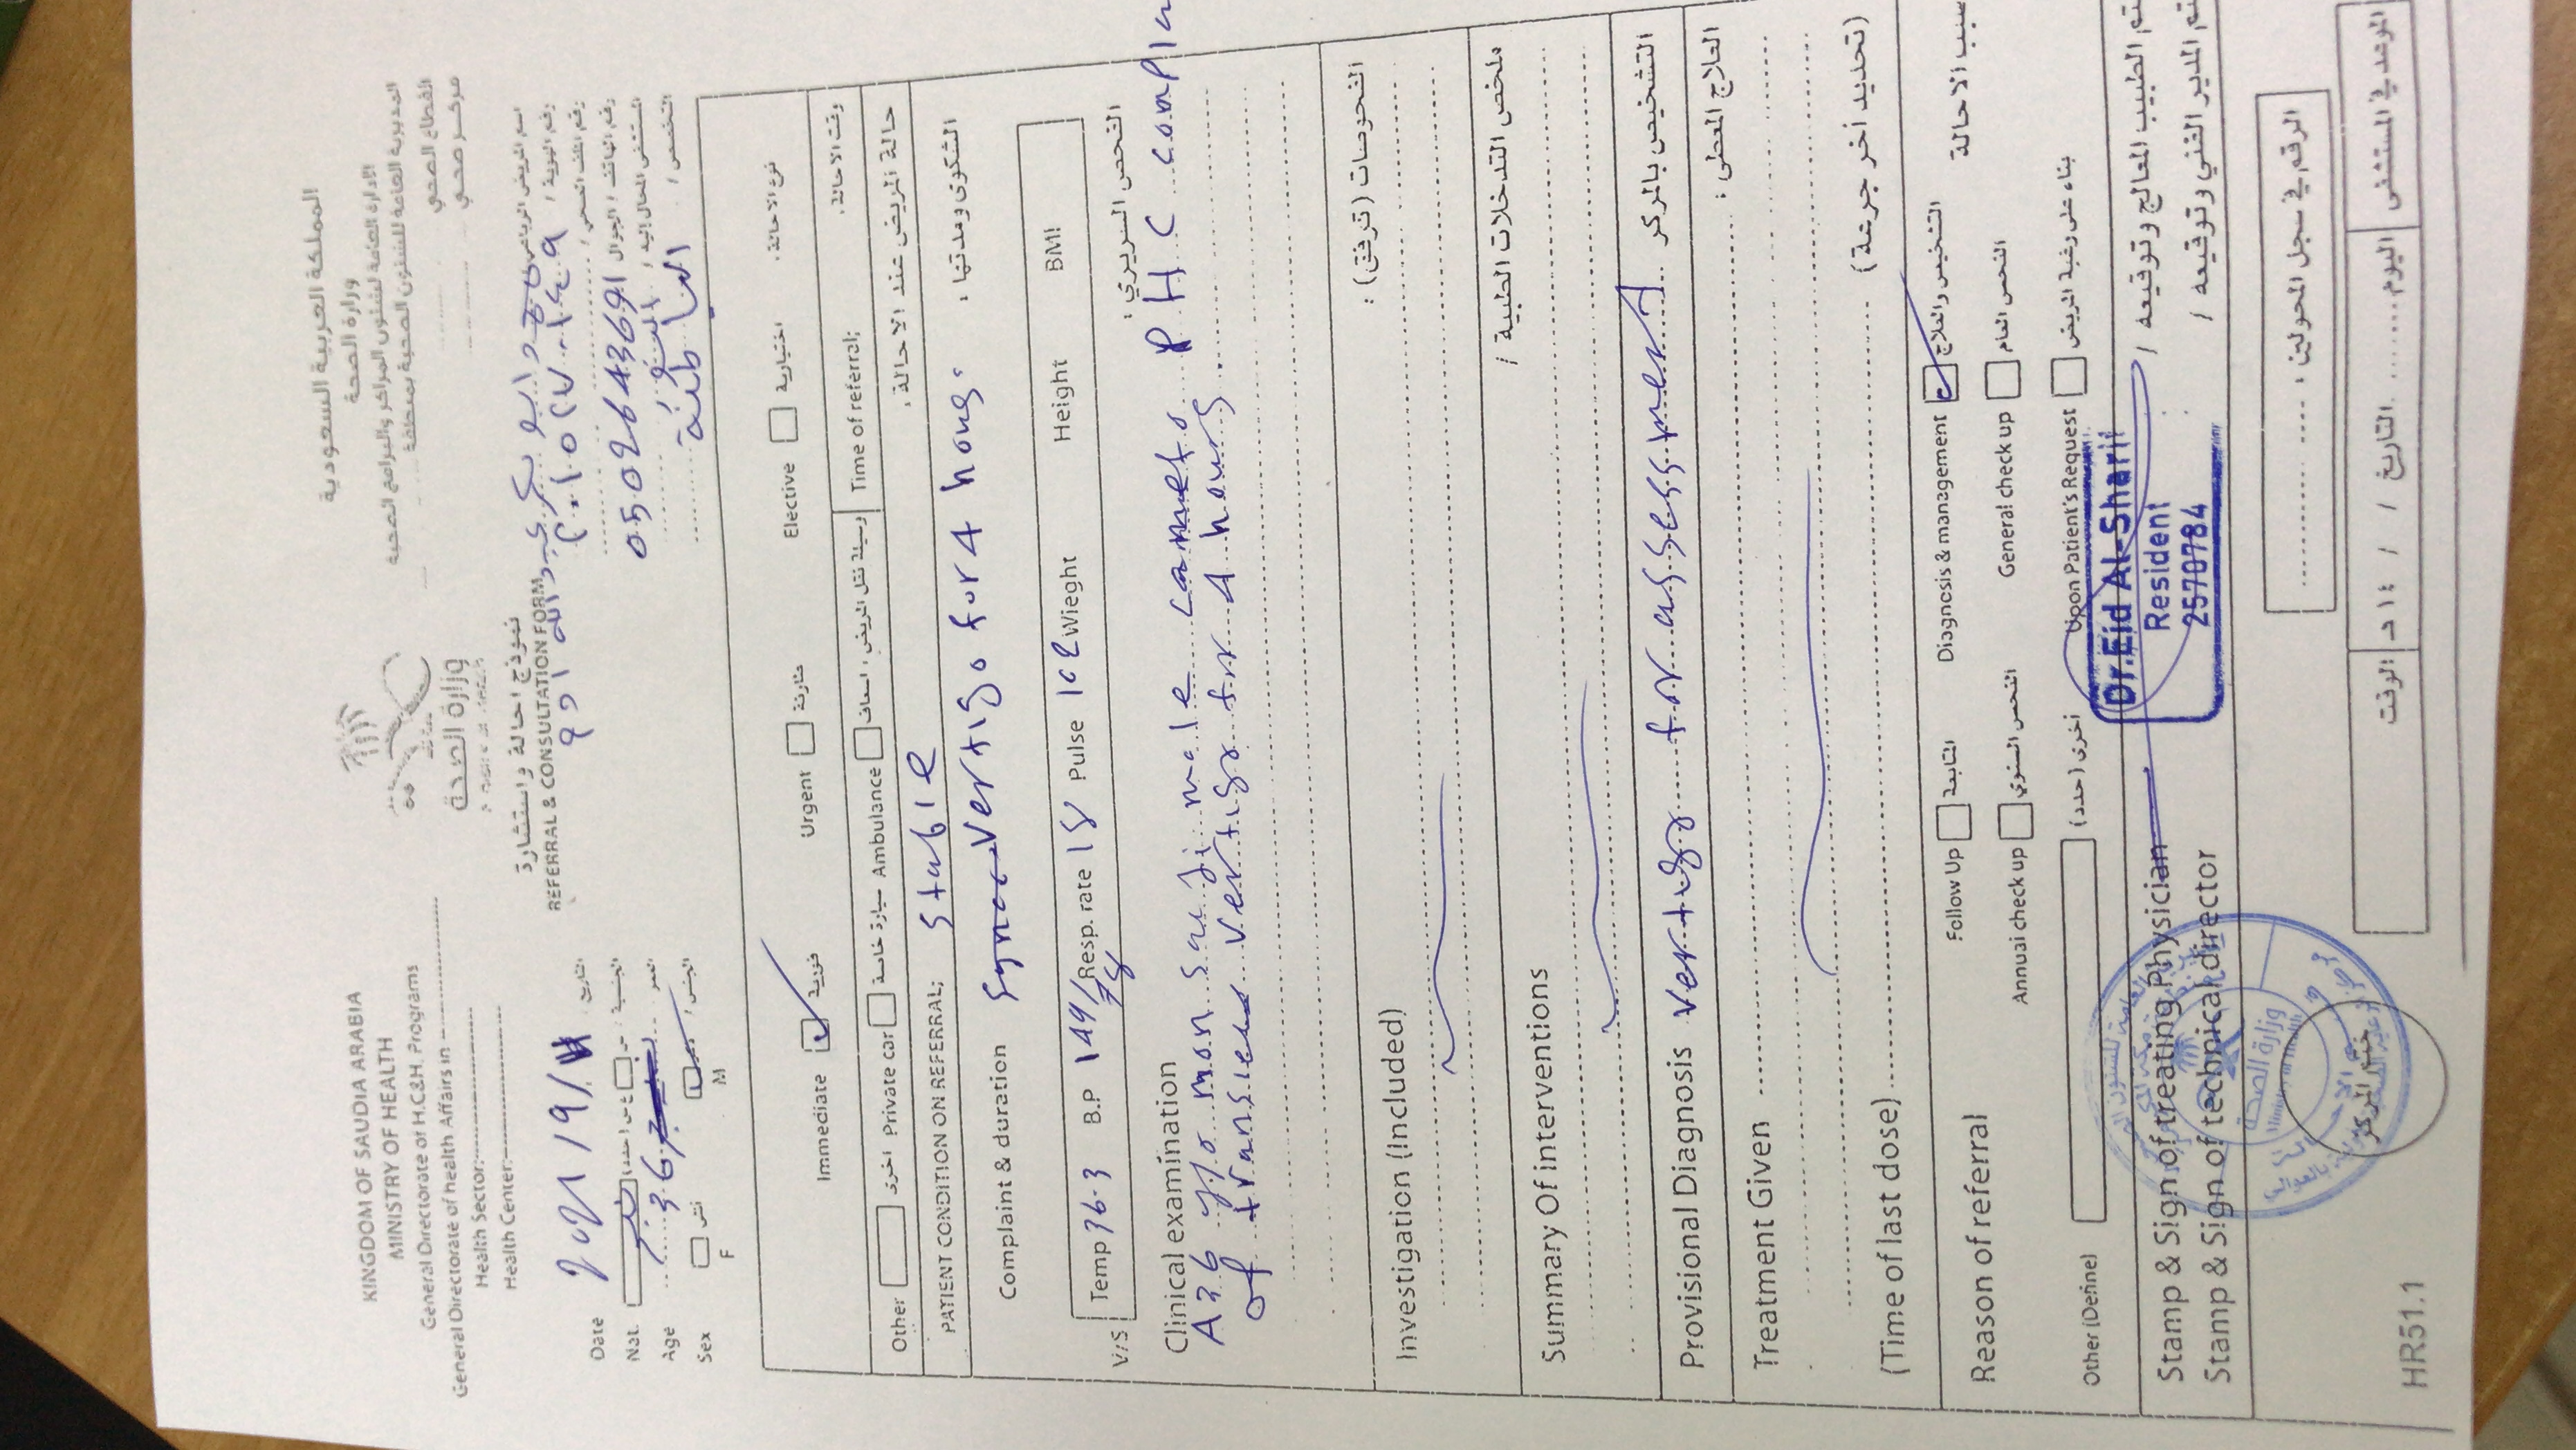 KINGDOM OF SAUDIA ARABIA
MINISTRY OF HEALTH
General Directorate of H.C&H. Programs
General Directorate of health Affairs in
Health Sector:
Health Center:
وزارة الصحة
المملكة العربية السعودية
وزارة الصحة
الادارة العامة لشئون المراكز والبرامج الصحية
المديرية العامة للشئون الصحية بمنطقة
القطاع الصحي
مركز صحي
نموذج احالة واستشارة
REFERRAL & CONSULTATION FORM
اسم المريض الرباعي ابو بكر عبد الله ادم
رقم الهوية /
رقم الملف الصحي /
رقم الهاتف / الجوال 0502643691
المستشفى المحال إليه / النور
التخصص / الباطنة
Date 2021/9/ التاريخ
Nat. الجنسية :
Age 36 العمر
Sex أنثى ذكر الجنس /
F M
Immediate فورية Urgent طارئة Elective اختيارية نوع الاحالة :
Other اخرى Private car سيارة خاصة Ambulance وسيلة نقل المريض : اسعاف Time of referral; وقت الاحالة :
PATIENT CONDITION ON REFERRAL; stable حالة المريض عند الاحالة :
Complaint & duration Vertigo for 4 hours الشكوى ومدتها :
V/S Temp 36.3 B.P 149/78 Resp. rate 18 Pulse 102 Wieght Height BMI
Clinical examination الفحص السريري :
A 36 y/o non saudi male came to PHC compla
of transient vertigo for 4 hours.
Investigation (Included) الفحوصات (ترفق) :
Summary Of interventions ملخص التدخلات الطبية /
Provisional Diagnosis Vertigo for assessment التشخيص بالمركز
Treatment Given العلاج المعطى :
(Time of last dose) (تحديد أخر جرعة)
Reason of referral Follow Up المتابعة Diagnosis & management التشخيص والعلاج سبب الاحالة
Annual check up الفحص السنوي General check up الفحص العام
Other (Define) أخرى (حدد) Upon Patient's Request بناء على رغبة المريض
Dr.Eid Al-Sharif
Resident
2570784
Stamp & Sign of treating Physician تم الطبيب المعالج وتوقيعه /
Stamp & Sign of technical director تم المدير الفني وتوقيعه /
وزارة الصحة
Ministry of Health
ختم المركز
الرقم في سجل المحولين :
الموعد في المستشفى اليوم التاريخ / / ١٤ هـ الوقت
HR51.1